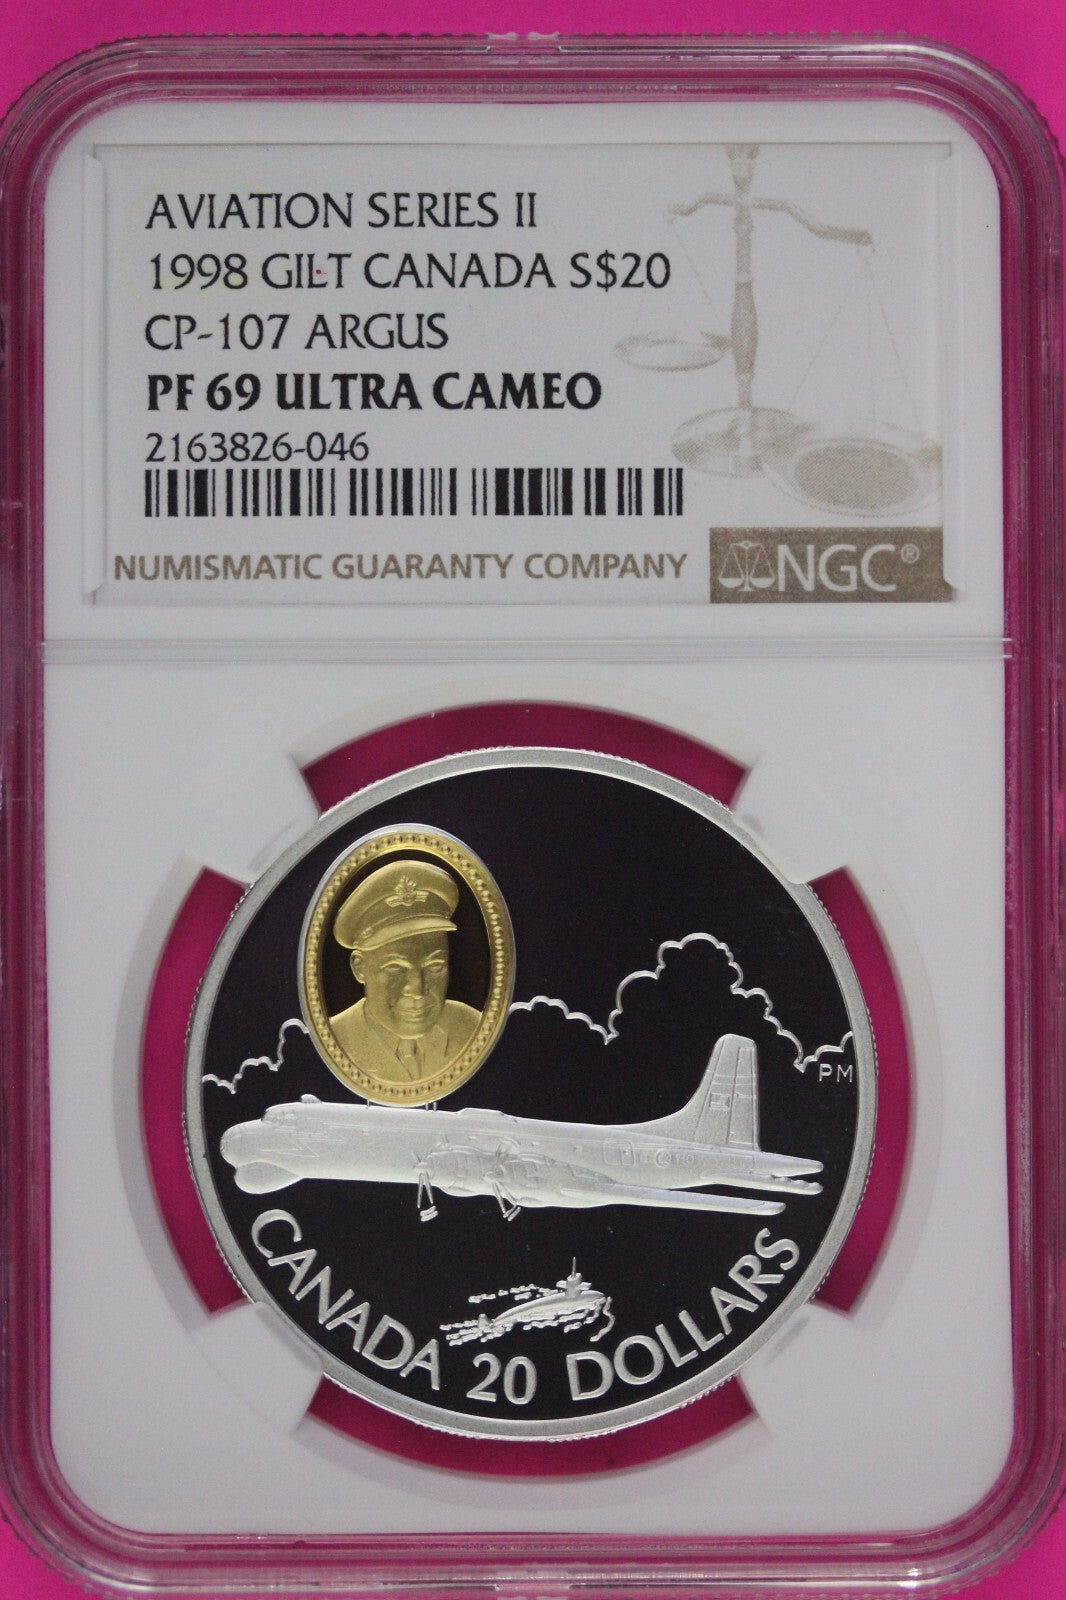 AVIATION SERIES II
1998 GILT CANADA S$20
CP-107 ARGUS
PF 69 ULTRA CAMEO
2163826-046
NUMISMATIC GUARANTY COMPANY
NGC®
PM
CANADA 20 DOLLARS